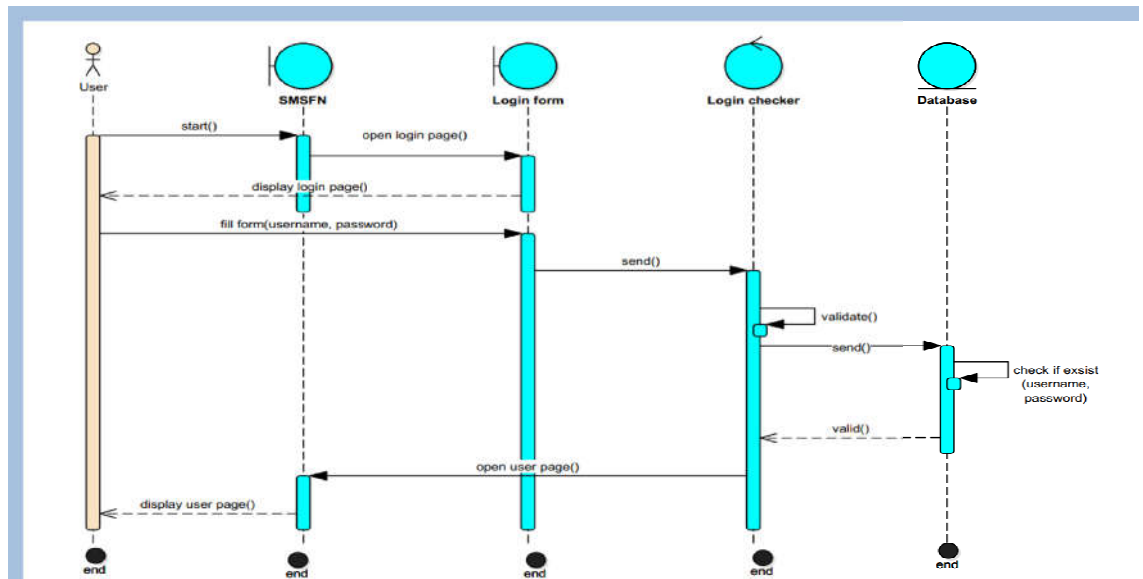 User
SMSFN
Login form
Login checker
Database
start()
open login page()
display login page()
fill form(username, password)
send()
validate()
send()
check if exsist
(username,
password)
valid()
open user page()
display user page()
end
end
end
end
end